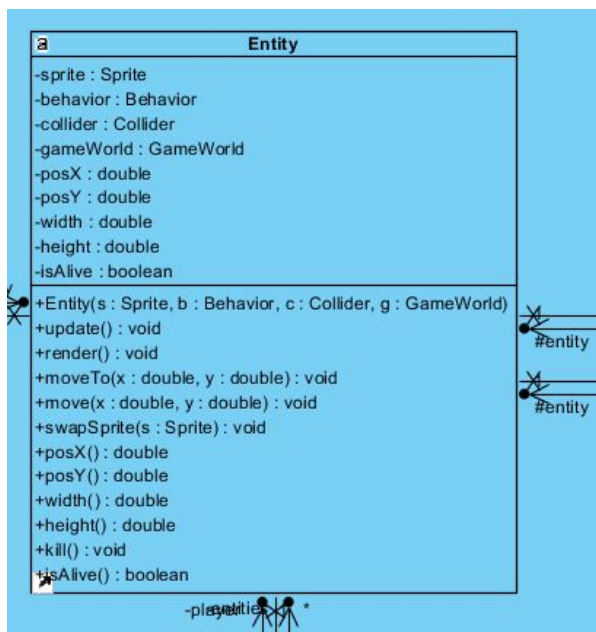 a
Entity
-sprite : Sprite
-behavior : Behavior
-collider : Collider
-gameWorld : GameWorld
-posX : double
-posY : double
-width : double
-height : double
-isAlive : boolean
+Entity(s : Sprite, b : Behavior, c : Collider, g : GameWorld)
+update() : void
+render() : void
#entity
+moveTo(x : double, y : double) : void
+move(x : double, y : double) : void
#entity
+swapSprite(s : Sprite) : void
+posX() : double
+posY() : double
+width() : double
+height() : double
+kill() : void
+isAlive() : boolean
-player -entities *